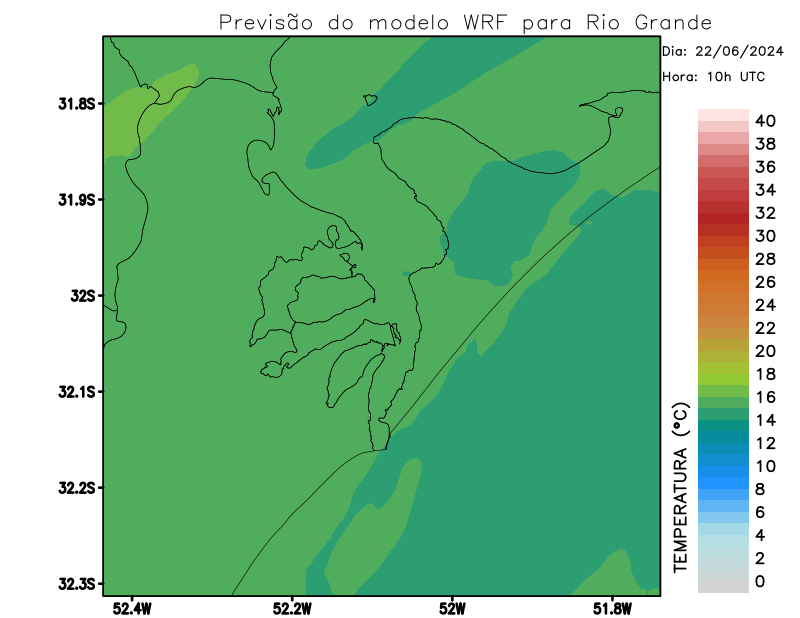 Previsão do modelo WRF para Rio Grande
Dia: 22/06/2024
Hora: 10h UTC
31.8S
31.9S
32S
32.1S
32.2S
32.3S
52.4W
52.2W
52W
51.8W
TEMPERATURA (°C)
40
38
36
34
32
30
28
26
24
22
20
18
16
14
12
10
8
6
4
2
0